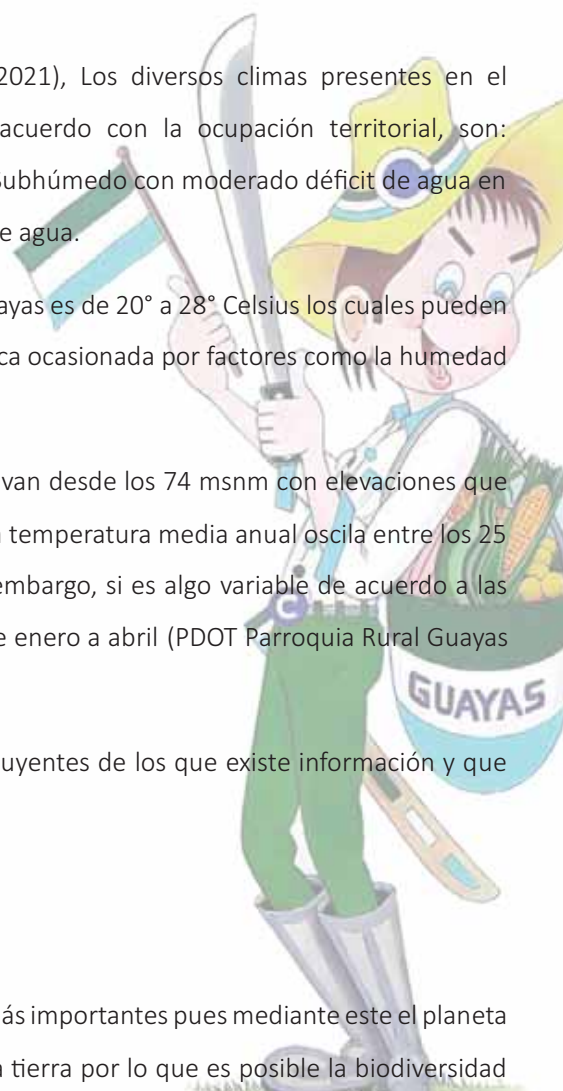 2021), Los diversos climas presentes en el
acuerdo con la ocupación territorial, son:
Subhúmedo con moderado déficit de agua en
e agua.
ayas es de 20° a 28° Celsius los cuales pueden
ca ocasionada por factores como la humedad
van desde los 74 msnm con elevaciones que
a temperatura media anual oscila entre los 25
embargo, si es algo variable de acuerdo a las
e enero a abril (PDOT Parroquia Rural Guayas
GUAYAS
uyentes de los que existe información y que
ás importantes pues mediante este el planeta
a tierra por lo que es posible la biodiversidad